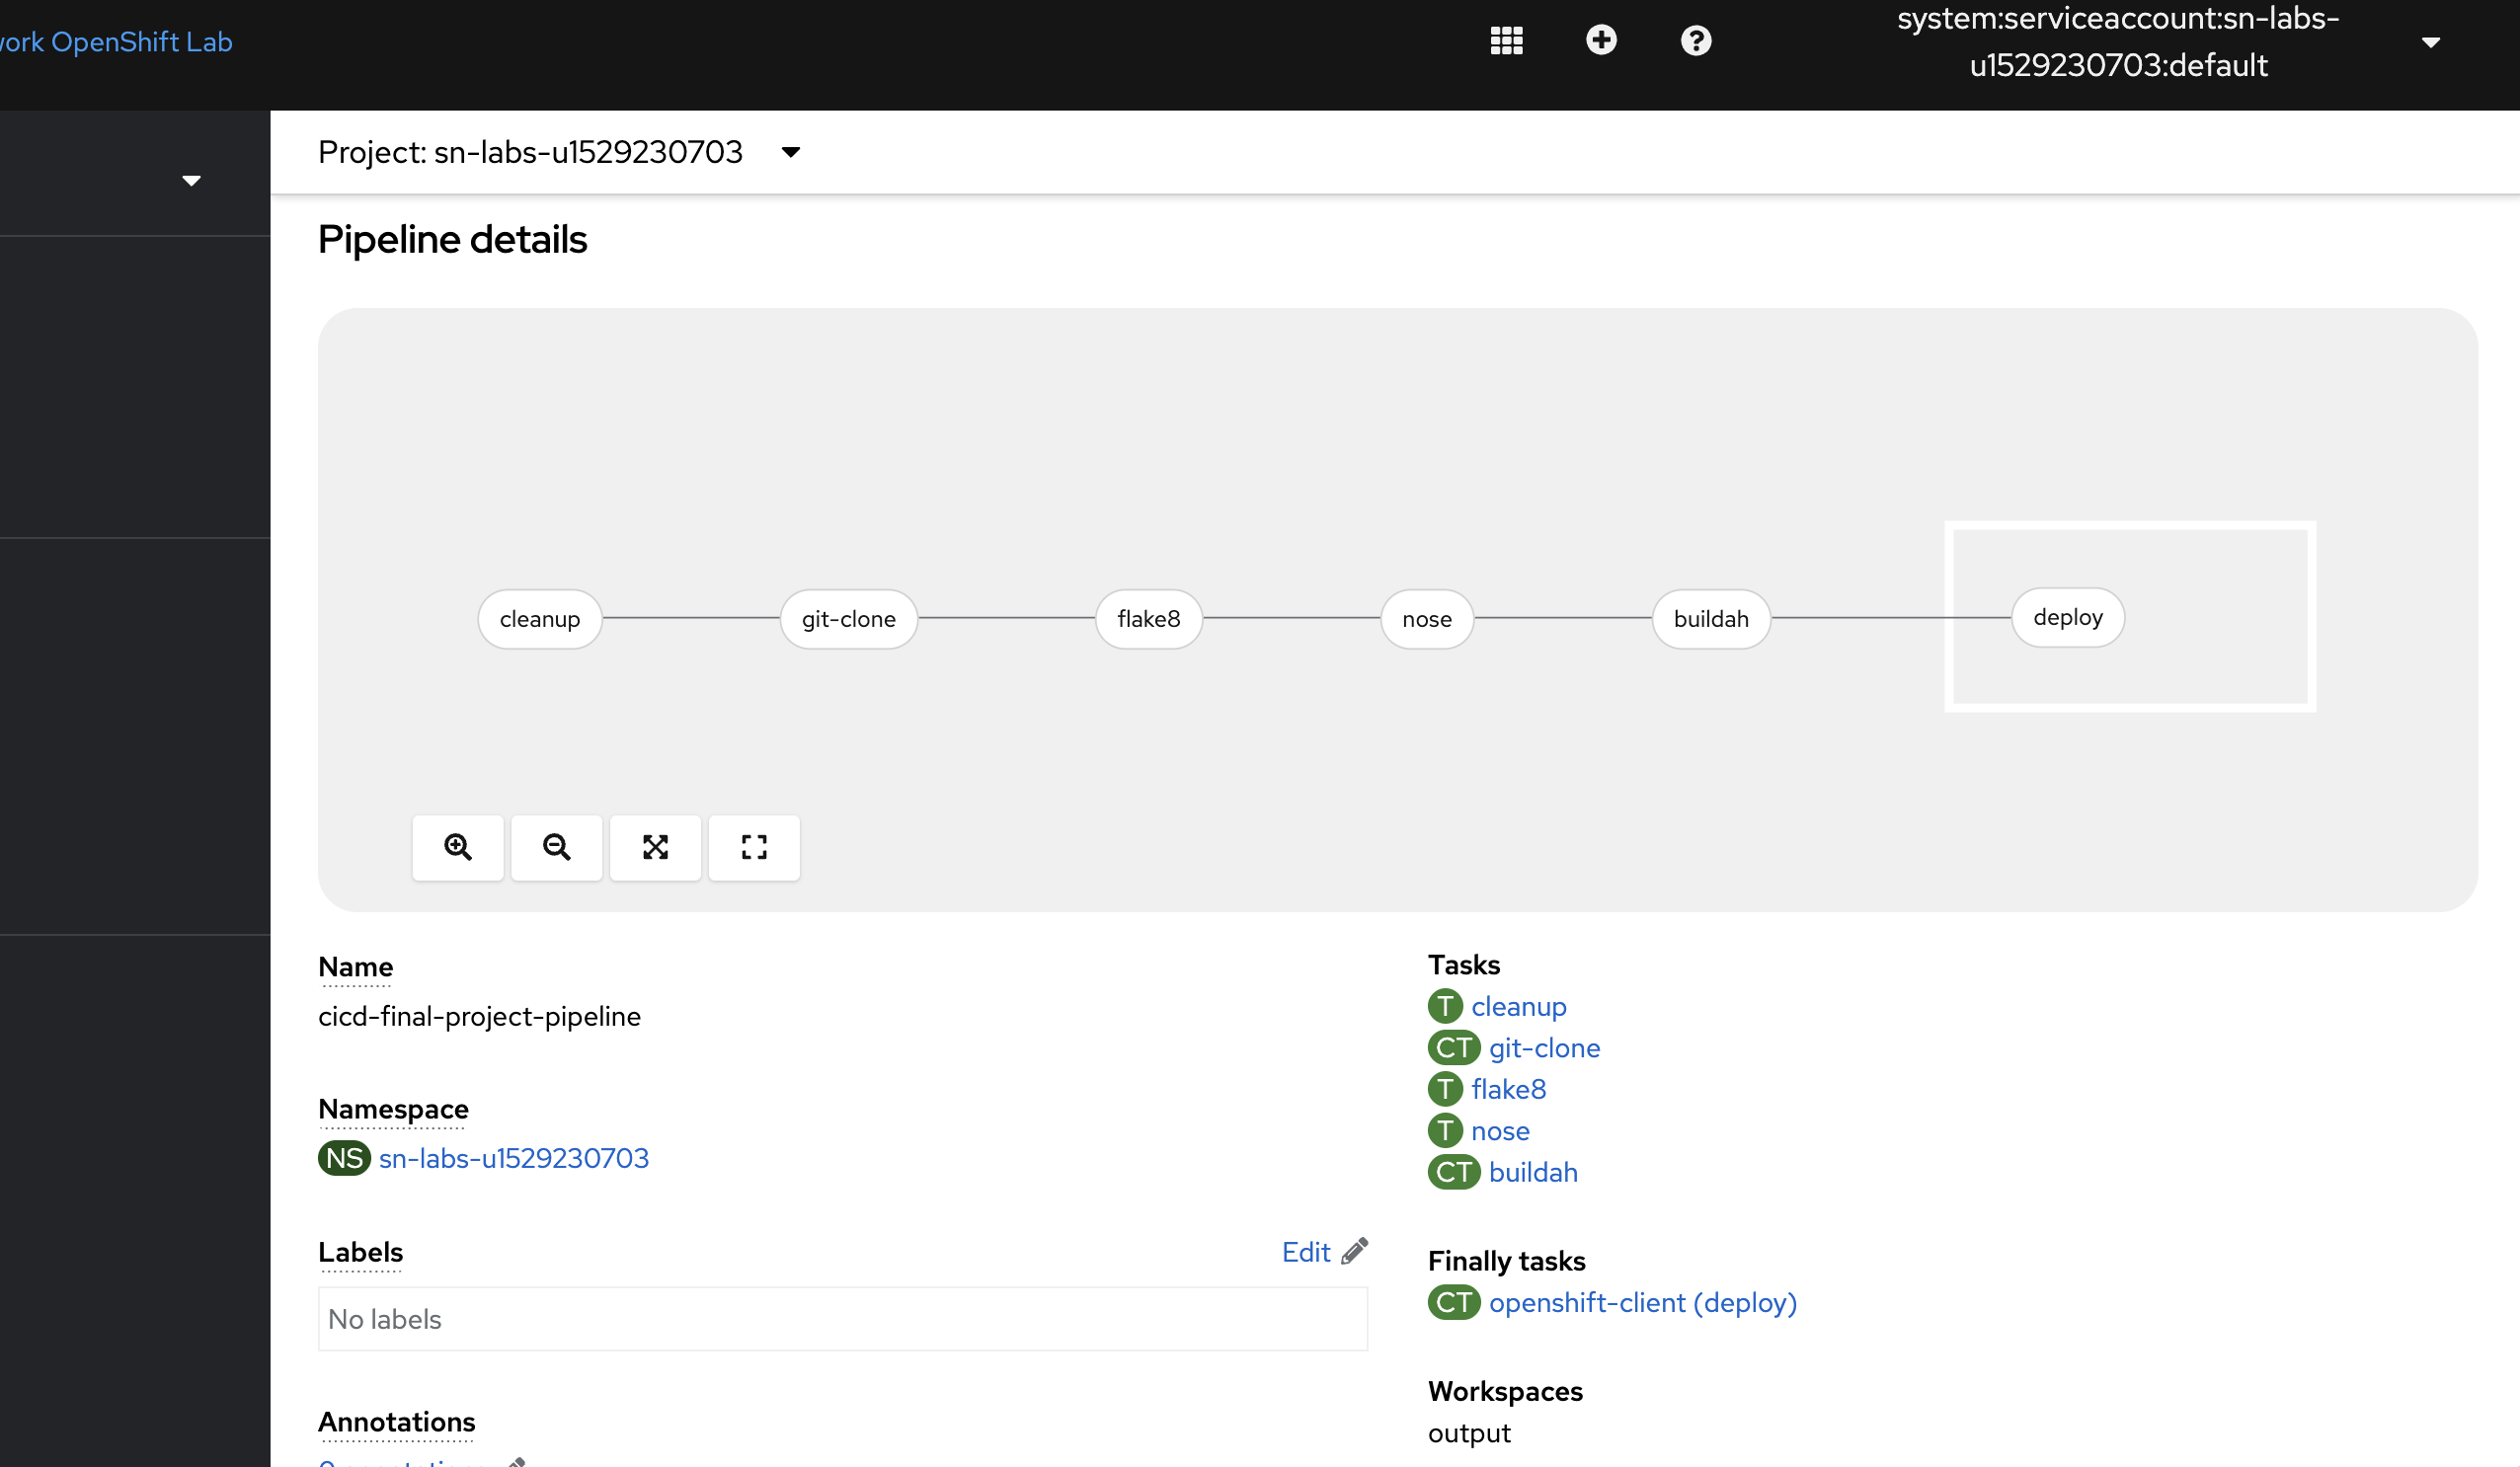 OpenShift Lab
system:serviceaccount:sn-labs-
u1529230703:default
Project: sn-labs-u1529230703
Pipeline details
cleanup
git-clone
flake8
nose
buildah
deploy
Name
cicd-final-project-pipeline
Namespace
NS sn-labs-u1529230703
Labels
Edit
No labels
Annotations
Tasks
T cleanup
CT git-clone
T flake8
T nose
CT buildah
Finally tasks
CT openshift-client (deploy)
Workspaces
output